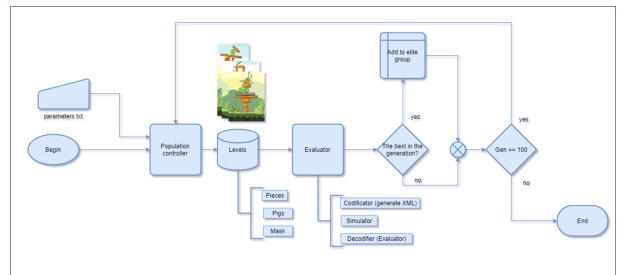 parameters.txt
Begin
Population
controller
Levels
Pieces
Pigs
Mask
Evaluator
Codificator (generate XML)
Simulator
Decodifier (Evaluator)
The best in the
generation?
yes
no
Add to elite
group
Gen == 100
yes
no
End